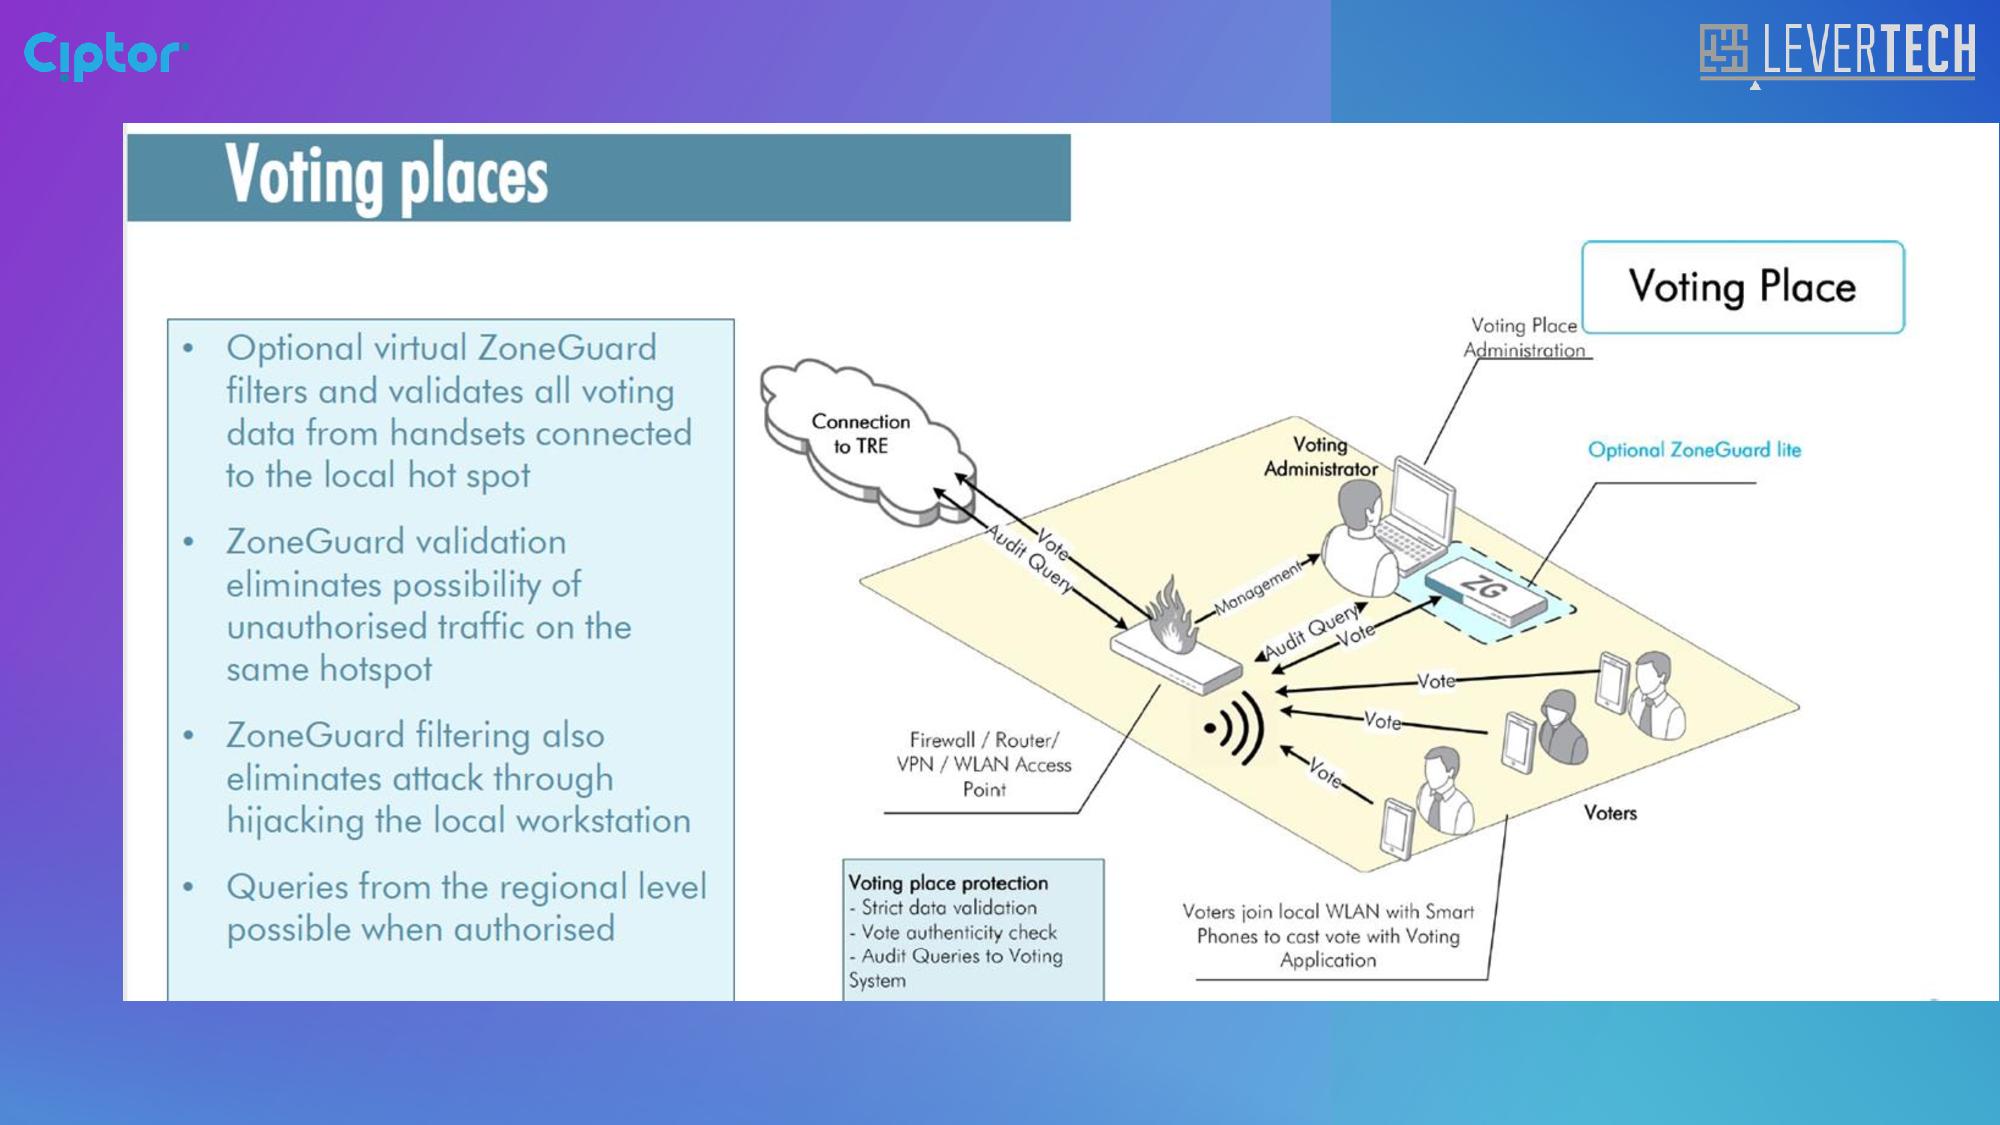 Ciptor
LEVERTECH
Voting places
• Optional virtual ZoneGuard
filters and validates all voting
data from handsets connected
to the local hot spot
• ZoneGuard validation
eliminates possibility of
unauthorised traffic on the
same hotspot
• ZoneGuard filtering also
eliminates attack through
hijacking the local workstation
• Queries from the regional level
possible when authorised
Voting Place
Voting Place
Administration
Connection
to TRE
Voting
Administrator
Optional ZoneGuard lite
Vote
Audit Query
Management
ZG
Audit Query
Vote
Vote
Vote
Vote
Firewall / Router/
VPN / WLAN Access
Point
Voters
Voting place protection
- Strict data validation
- Vote authenticity check
- Audit Queries to Voting
System
Voters join local WLAN with Smart
Phones to cast vote with Voting
Application